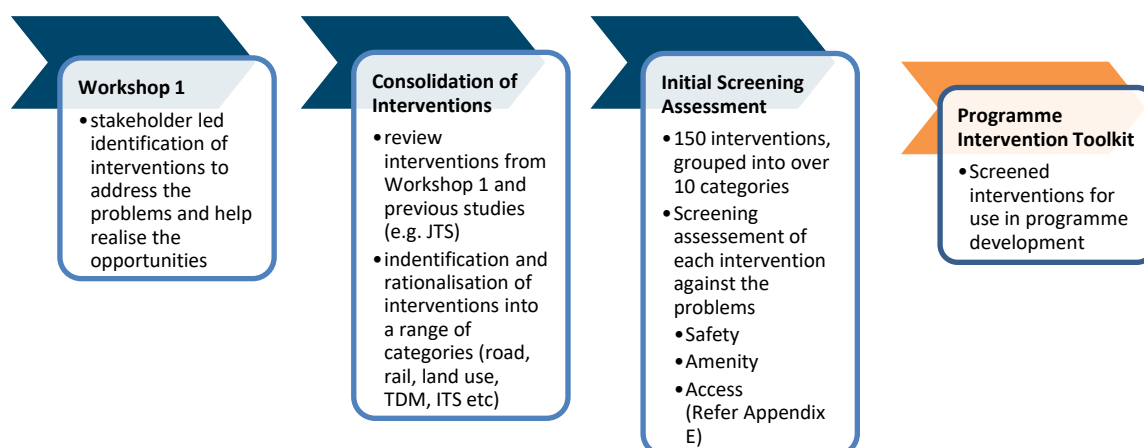 Workshop 1
•stakeholder led
identification of
interventions to
address the
problems and help
realise the
opportunities
Consolidation of
Interventions
•review
interventions from
Workshop 1 and
previous studies
(e.g. JTS)
•indentification and
rationalisation of
interventions into
a range of
categories (road,
rail, land use,
TDM, ITS etc)
Initial Screening
Assessment
•150 interventions,
grouped into over
10 categories
•Screening
assessement of
each intervention
against the
problems
•Safety
•Amenity
•Access
(Refer Appendix
E)
Programme
Intervention Toolkit
•Screened
interventions for
use in programme
development